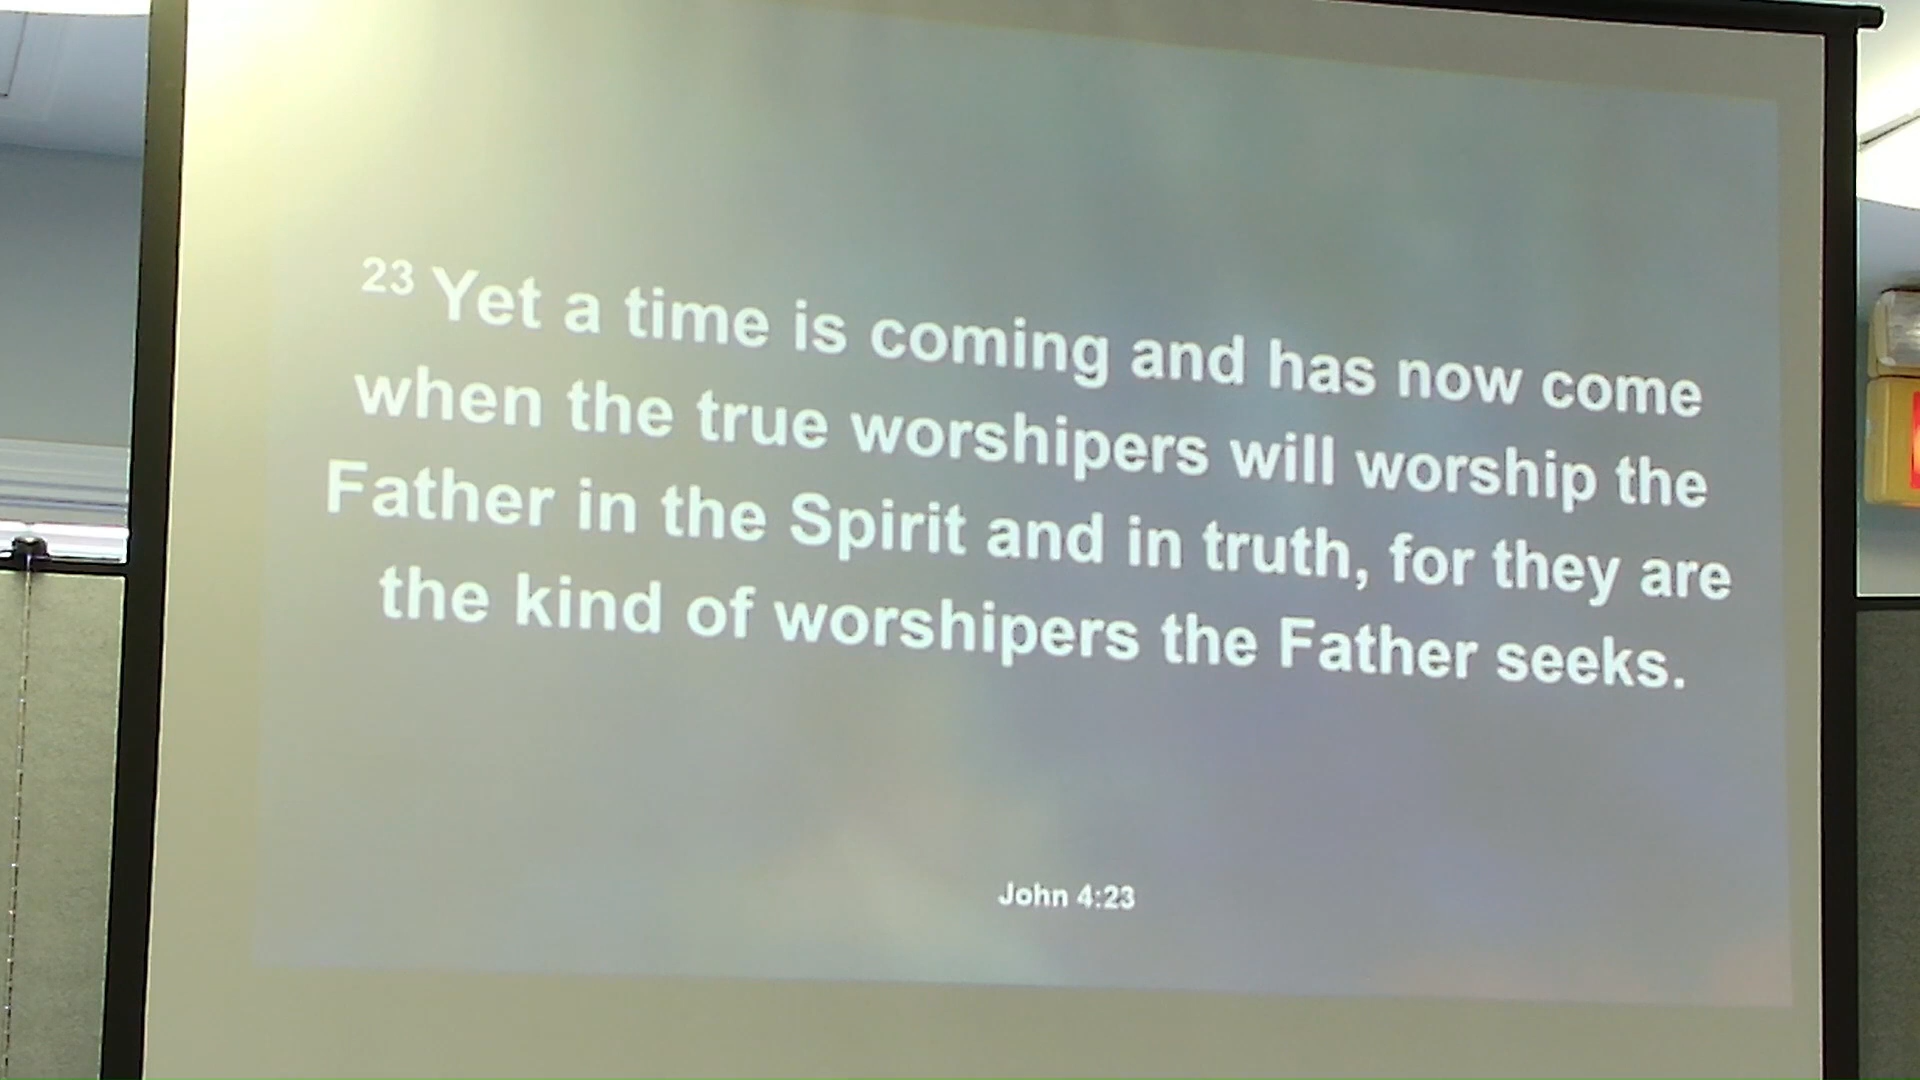 23 Yet a time is coming and has now come
when the true worshipers will worship the
Father in the Spirit and in truth, for they are
the kind of worshipers the Father seeks.
John 4:23